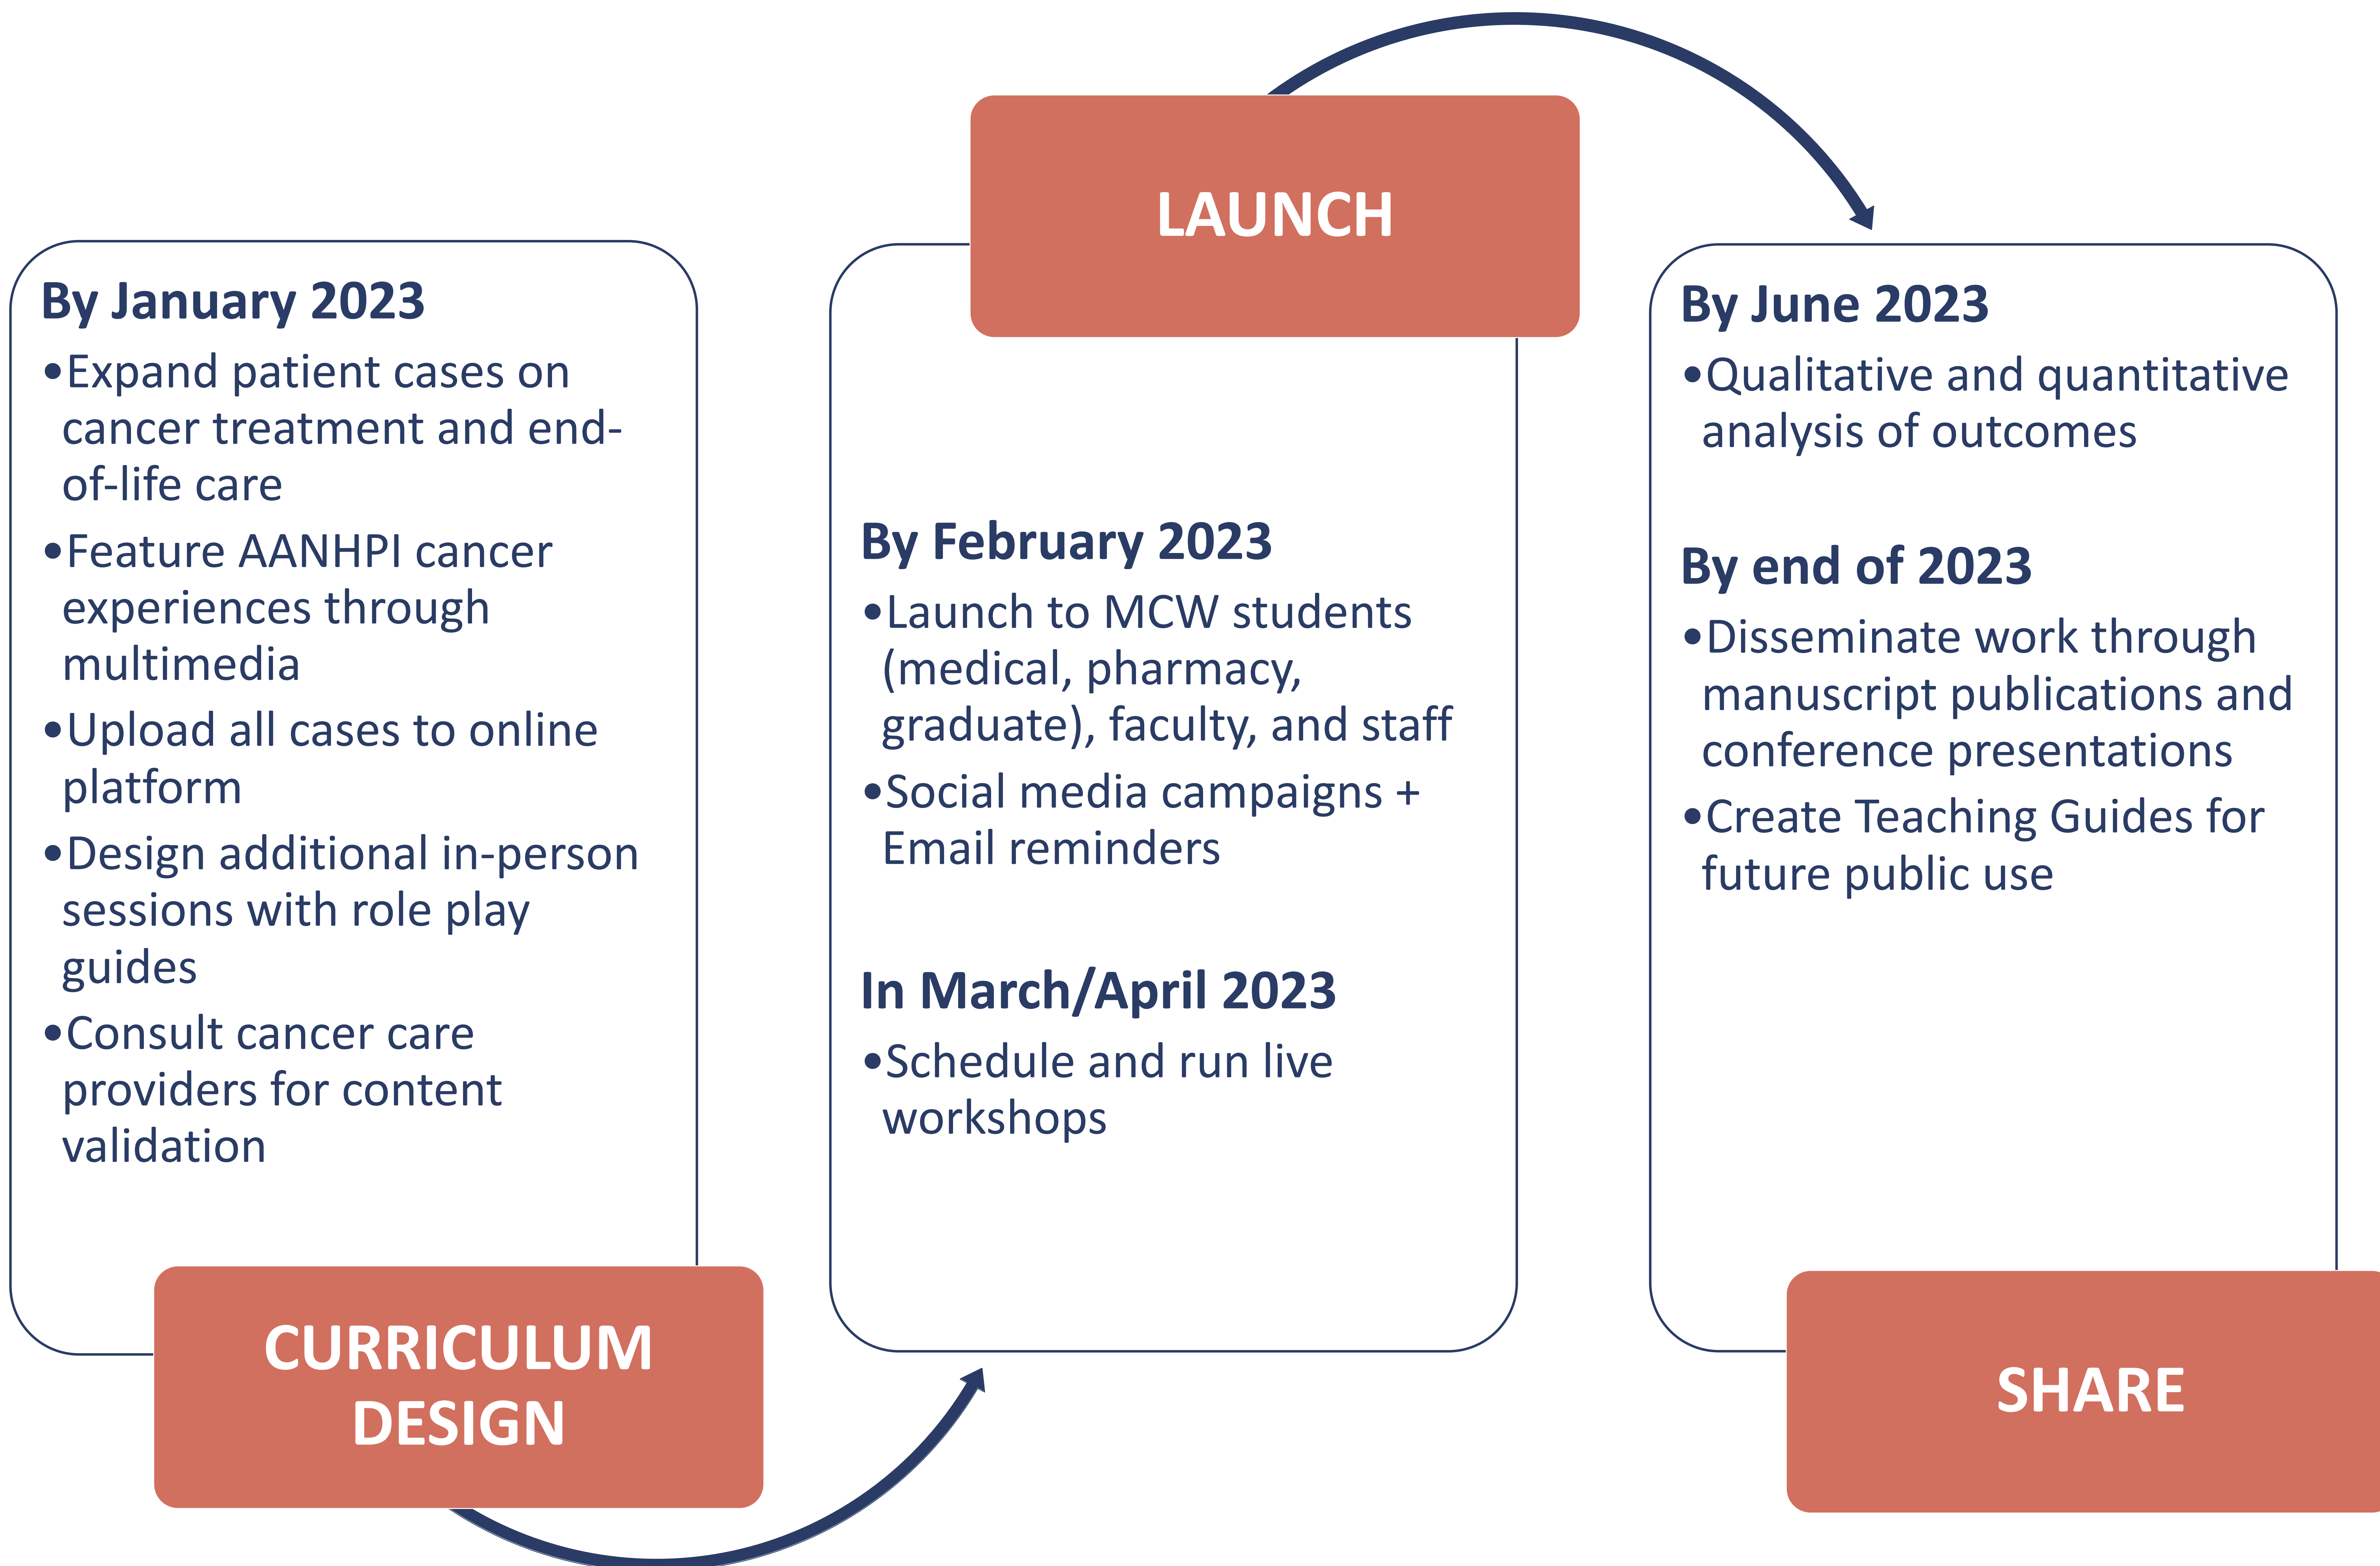 By January 2023
•Expand patient cases on
cancer treatment and end-
of-life care
•Feature AANHPI cancer
experiences through
multimedia
•Upload all cases to online
platform
•Design additional in-person
sessions with role play
guides
•Consult cancer care
providers for content
validation
CURRICULUM
DESIGN
LAUNCH
By February 2023
•Launch to MCW students
(medical, pharmacy,
graduate), faculty, and staff
•Social media campaigns +
Email reminders
In March/April 2023
•Schedule and run live
workshops
By June 2023
•Qualitative and quantitative
analysis of outcomes
By end of 2023
•Disseminate work through
manuscript publications and
conference presentations
•Create Teaching Guides for
future public use
SHARE